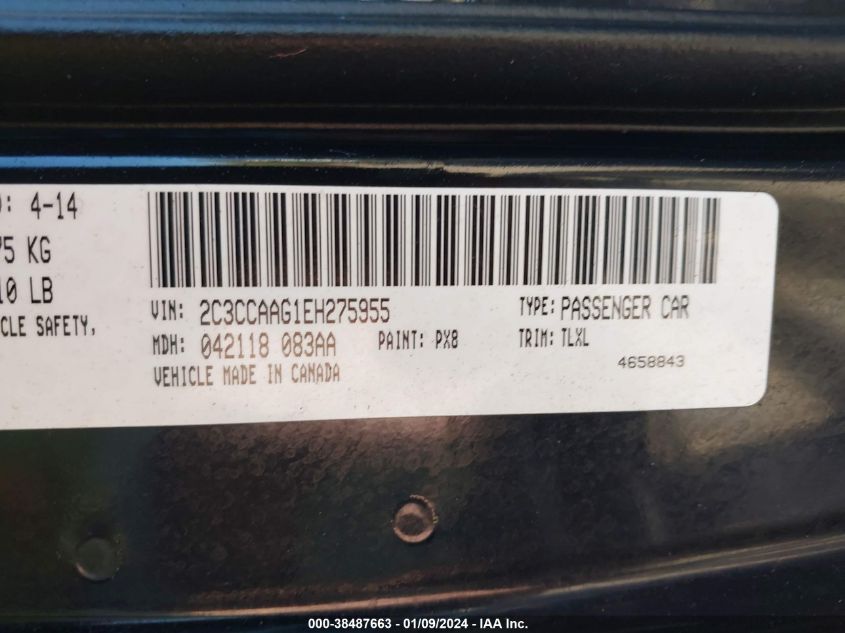 : 4-14
75 KG
10 LB
CLE SAFETY,
VIN: 2C3CCAAG1EH275955
TYPE: PASSENGER CAR
MDH: 042118 083AA
PAINT: PX8
TRIM: TLXL
VEHICLE MADE IN CANADA
4658843
000-38487663 - 01/09/2024 - IAA Inc.